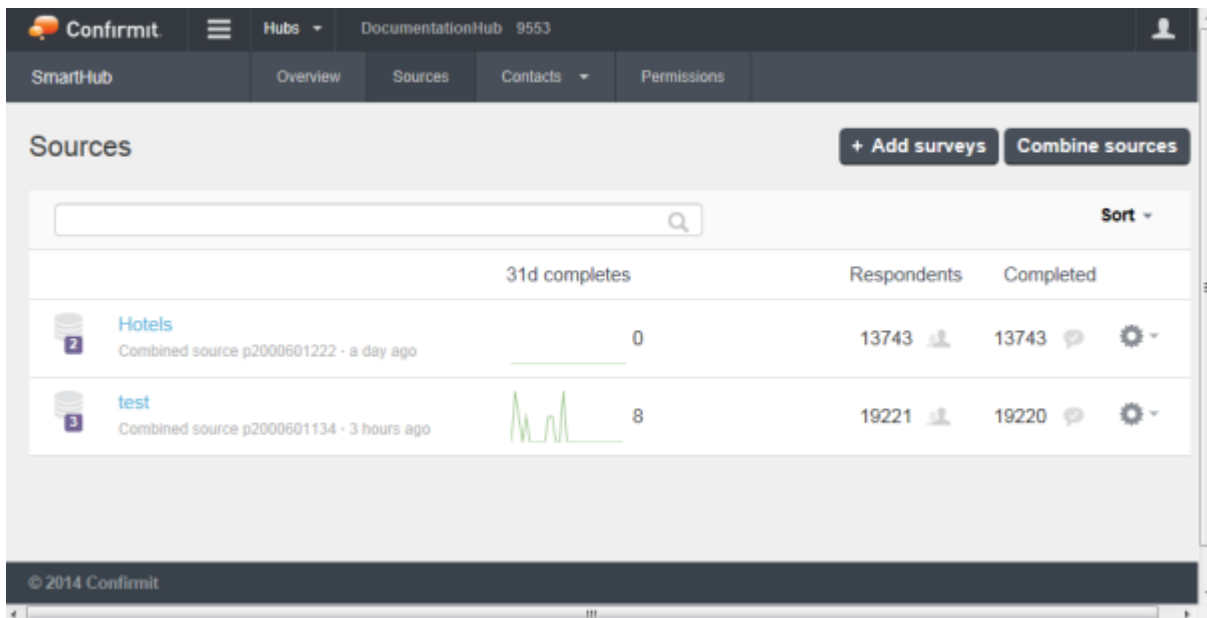 Confirmit. Hubs DocumentationHub 9553
SmartHub Overview Sources Contacts Permissions
Sources + Add surveys Combine sources
Sort
31d completes Respondents Completed
Hotels
2 0 13743 13743
Combined source p2000601222 · a day ago
test
3 8 19221 19220
Combined source p2000601134 · 3 hours ago
© 2014 Confirmit